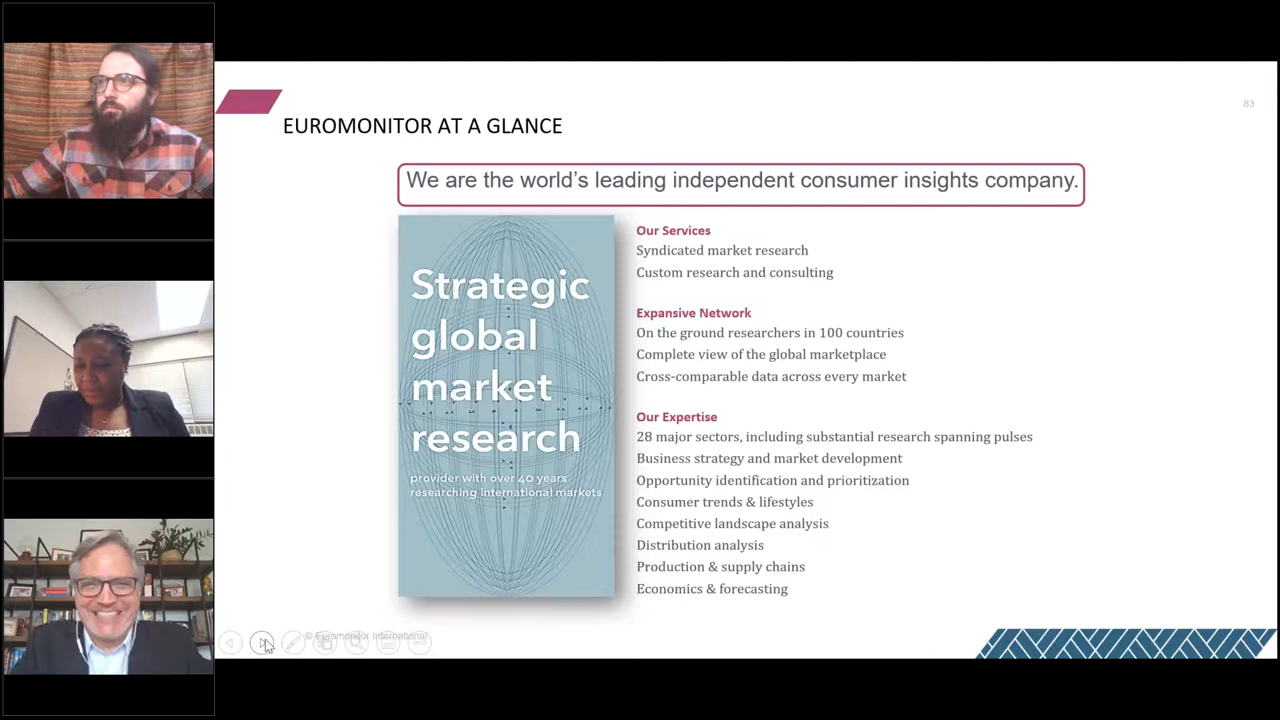 83
EUROMONITOR AT A GLANCE
We are the world's leading independent consumer insights company.
Strategic
global
market
research
provider with over 40 years
researching international markets
Our Services
Syndicated market research
Custom research and consulting
Expansive Network
On the ground researchers in 100 countries
Complete view of the global marketplace
Cross-comparable data across every market
Our Expertise
28 major sectors, including substantial research spanning pulses
Business strategy and market development
Opportunity identification and prioritization
Consumer trends & lifestyles
Competitive landscape analysis
Distribution analysis
Production & supply chains
Economics & forecasting
© Euromonitor International